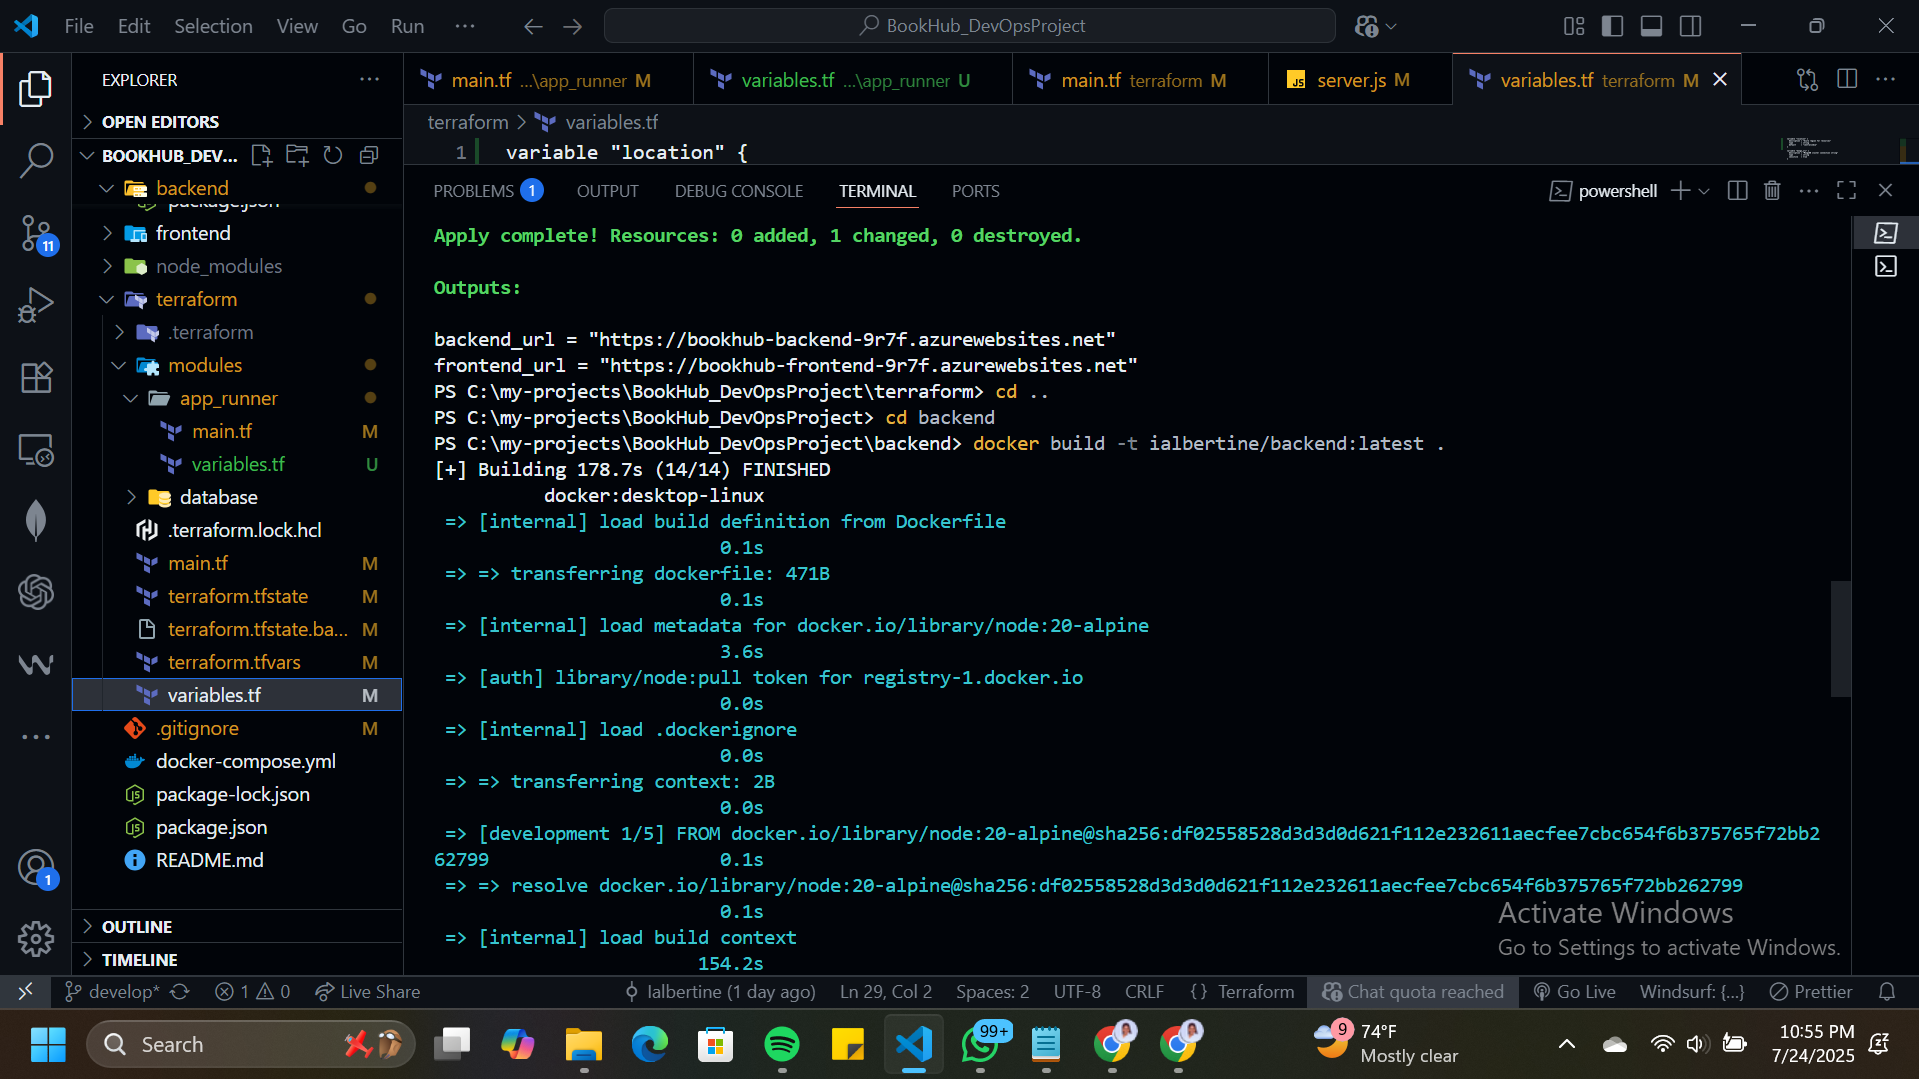 File Edit Selection View Go Run ···
BookHub_DevOpsProject
EXPLORER
OPEN EDITORS
BOOKHUB_DEV...
backend
package.json
frontend
node_modules
terraform
.terraform
modules
app_runner
main.tf M
variables.tf U
database
.terraform.lock.hcl
main.tf M
terraform.tfstate M
terraform.tfstate.ba... M
terraform.tfvars M
variables.tf M
.gitignore M
docker-compose.yml
package-lock.json
package.json
README.md
OUTLINE
TIMELINE
11
1
main.tf ...\app_runner M
variables.tf ...\app_runner U
main.tf terraform M
JS server.js M
variables.tf terraform M
terraform > variables.tf
1 variable "location" {
PROBLEMS 1 OUTPUT DEBUG CONSOLE TERMINAL PORTS
powershell
Apply complete! Resources: 0 added, 1 changed, 0 destroyed.
Outputs:
backend_url = "https://bookhub-backend-9r7f.azurewebsites.net"
frontend_url = "https://bookhub-frontend-9r7f.azurewebsites.net"
PS C:\my-projects\BookHub_DevOpsProject\terraform> cd ..
PS C:\my-projects\BookHub_DevOpsProject> cd backend
PS C:\my-projects\BookHub_DevOpsProject\backend> docker build -t ialbertine/backend:latest .
[+] Building 178.7s (14/14) FINISHED
docker:desktop-linux
=> [internal] load build definition from Dockerfile
0.1s
=> => transferring dockerfile: 471B
0.1s
=> [internal] load metadata for docker.io/library/node:20-alpine
3.6s
=> [auth] library/node:pull token for registry-1.docker.io
0.0s
=> [internal] load .dockerignore
0.0s
=> => transferring context: 2B
0.0s
=> [development 1/5] FROM docker.io/library/node:20-alpine@sha256:df02558528d3d3d0d621f112e232611aecfee7cbc654f6b375765f72bb2
62799 0.1s
=> => resolve docker.io/library/node:20-alpine@sha256:df02558528d3d3d0d621f112e232611aecfee7cbc654f6b375765f72bb262799
0.1s
=> [internal] load build context
154.2s
Activate Windows
Go to Settings to activate Windows.
develop* 1 0 Live Share Ialbertine (1 day ago) Ln 29, Col 2 Spaces: 2 UTF-8 CRLF {} Terraform Chat quota reached Go Live Windsurf: {...} Prettier
Search
99+
9
74°F
Mostly clear
10:55 PM
7/24/2025